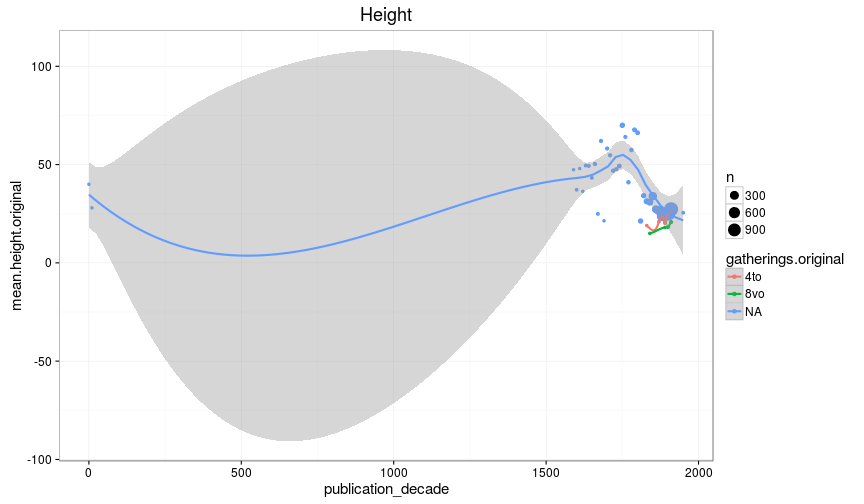 Height
mean.height.original
100
50
0
-50
-100
0
500
1000
1500
2000
publication_decade
n
300
600
900
gatherings.original
4to
8vo
NA